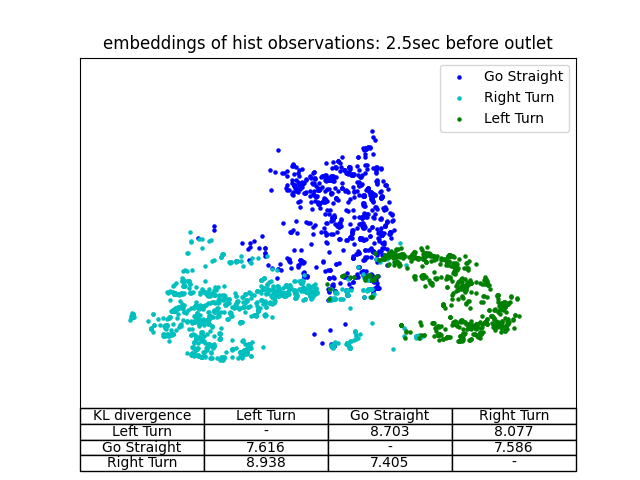 embeddings of hist observations: 2.5sec before outlet
Go Straight
Right Turn
Left Turn
KL divergence Left Turn Go Straight Right Turn
Left Turn - 8.703 8.077
Go Straight 7.616 - 7.586
Right Turn 8.938 7.405 -